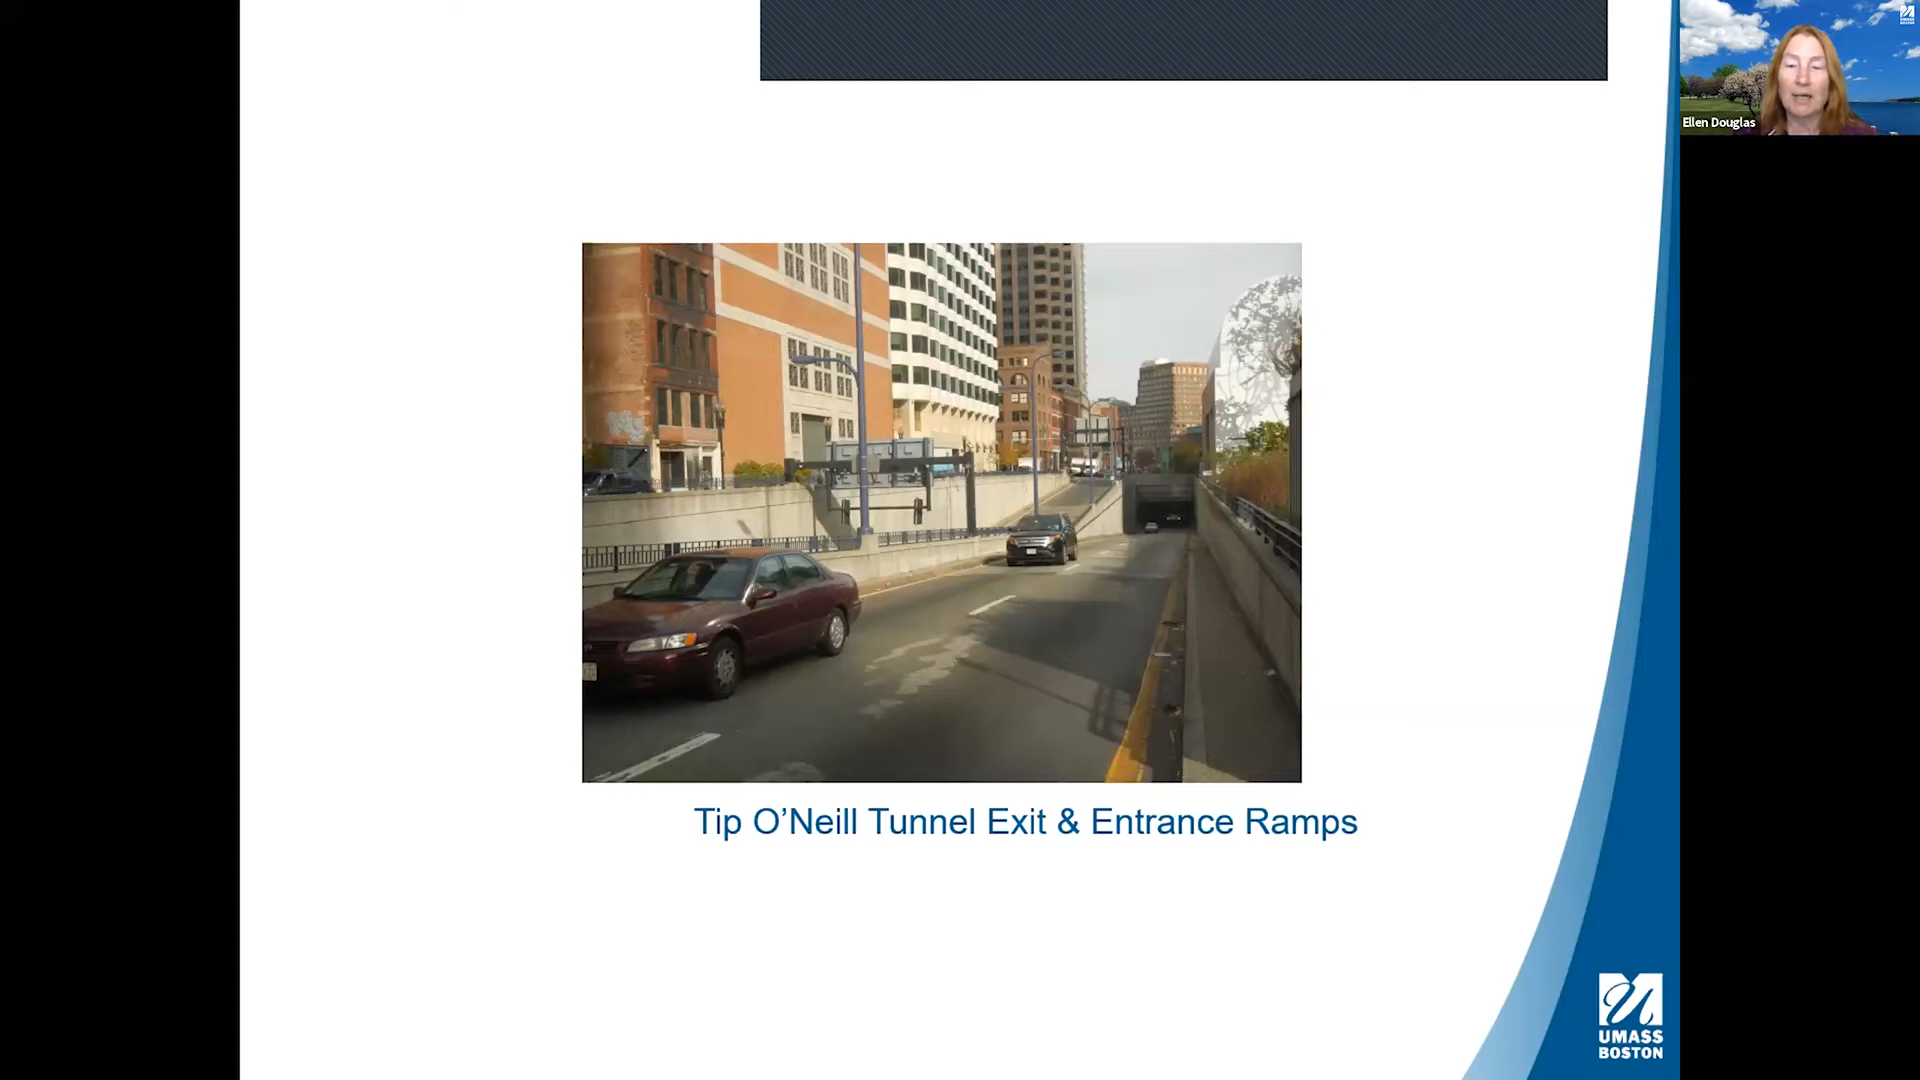 Ellen Douglas
Tip O’Neill Tunnel Exit & Entrance Ramps
UMASS
BOSTON